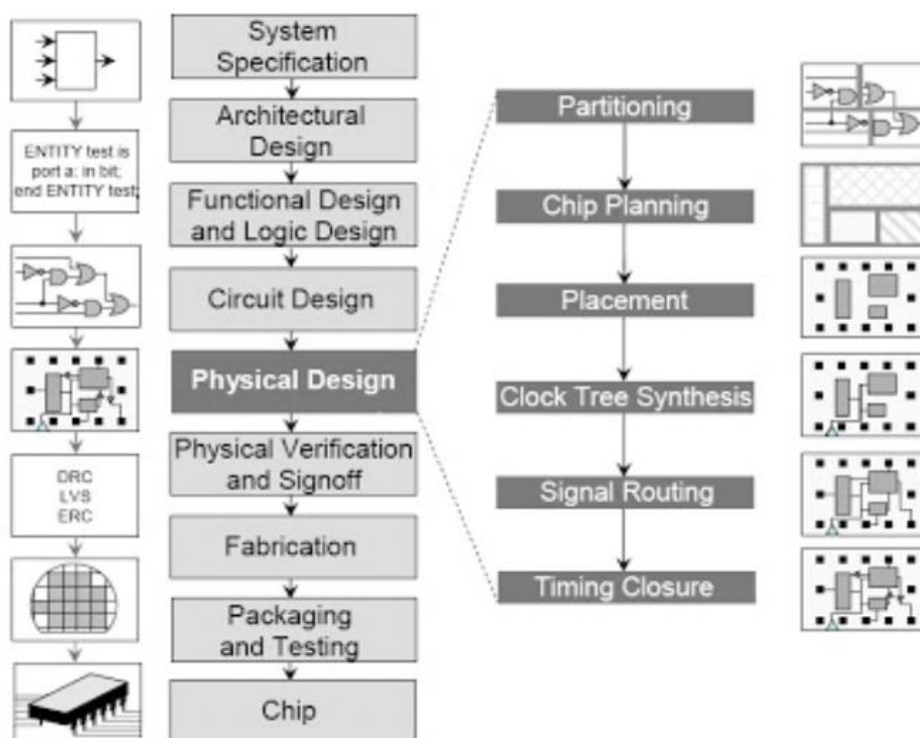 System
Specification
Architectural
Design
Functional Design
and Logic Design
Circuit Design
Physical Design
Physical Verification
and Signoff
Fabrication
Packaging
and Testing
Chip
ENTITY test is
port a: in bit;
end ENTITY test;
DRC
LVS
ERC
Partitioning
Chip Planning
Placement
Clock Tree Synthesis
Signal Routing
Timing Closure